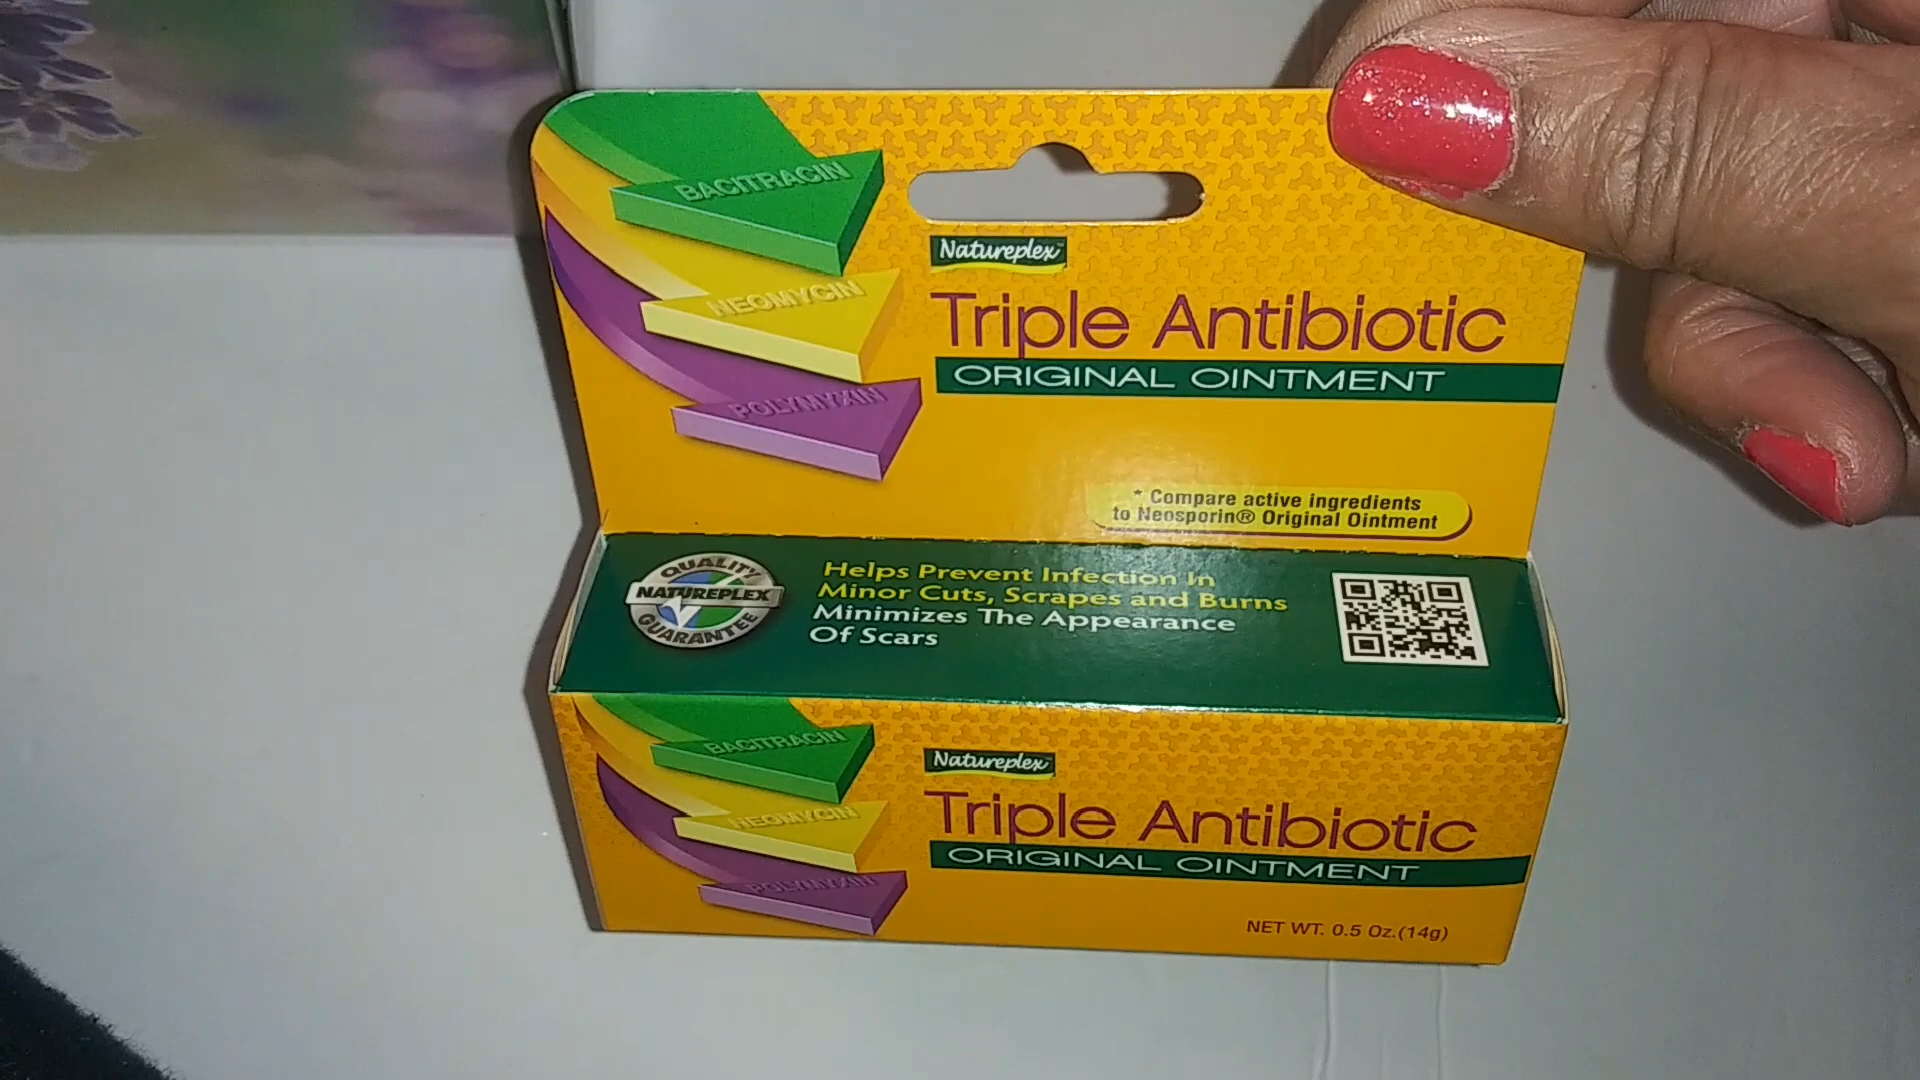 BACITRACIN
NEOMYCIN
POLYMYXIN
Natureplex™
Triple Antibiotic
ORIGINAL OINTMENT
* Compare active ingredients
to Neosporin® Original Ointment
QUALITY
NATUREPLEX
GUARANTEE
Helps Prevent Infection In
Minor Cuts, Scrapes and Burns
Minimizes The Appearance
Of Scars
BACITRACIN
NEOMYCIN
POLYMYXIN
Natureplex
Triple Antibiotic
ORIGINAL OINTMENT
NET WT. 0.5 Oz.(14g)